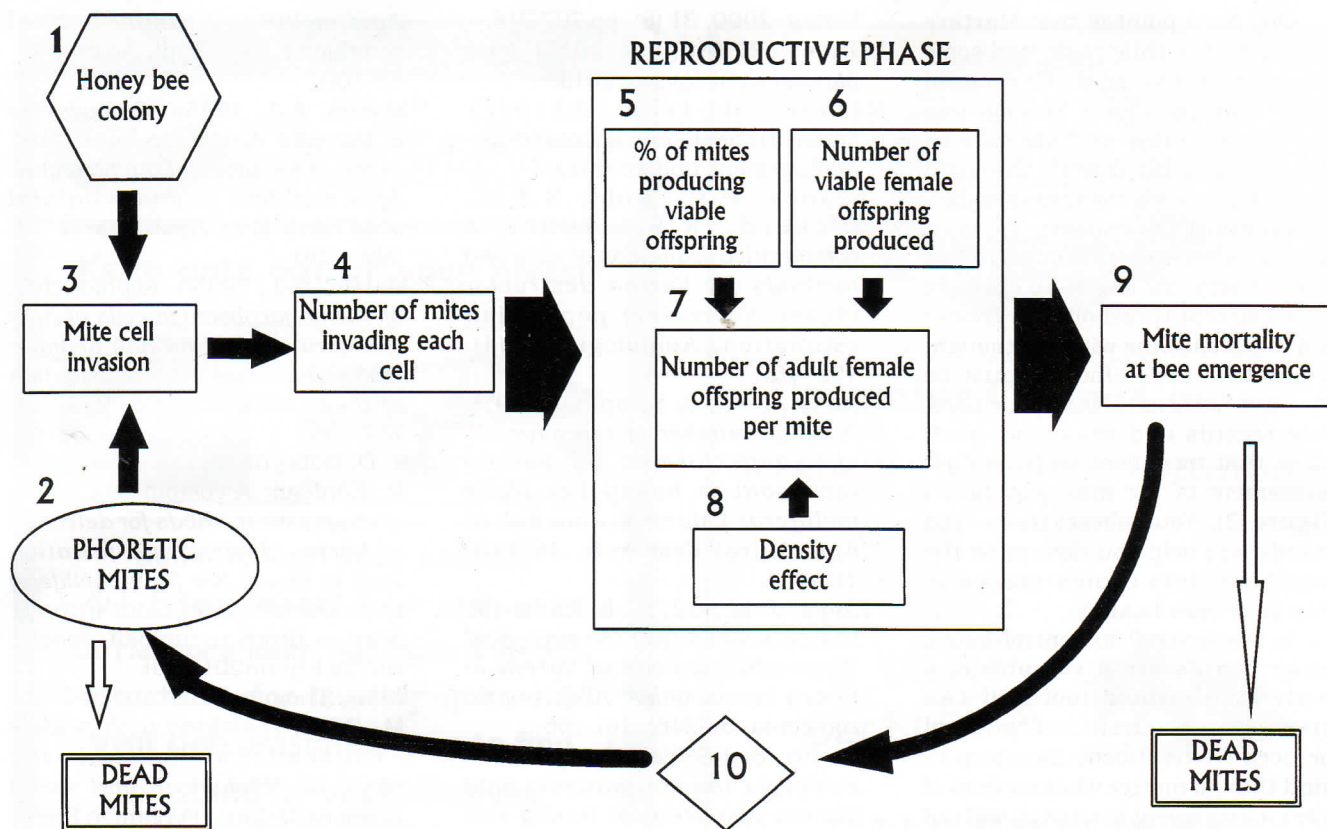 1
Honey bee
colony
2
PHORETIC
MITES
DEAD
MITES
3
Mite cell
invasion
4
Number of mites
invading each
cell
REPRODUCTIVE PHASE
5
% of mites
producing
viable
offspring
6
Number of
viable female
offspring
produced
7
Number of adult female
offspring produced
per mite
8
Density
effect
9
Mite mortality
at bee emergence
DEAD
MITES
10